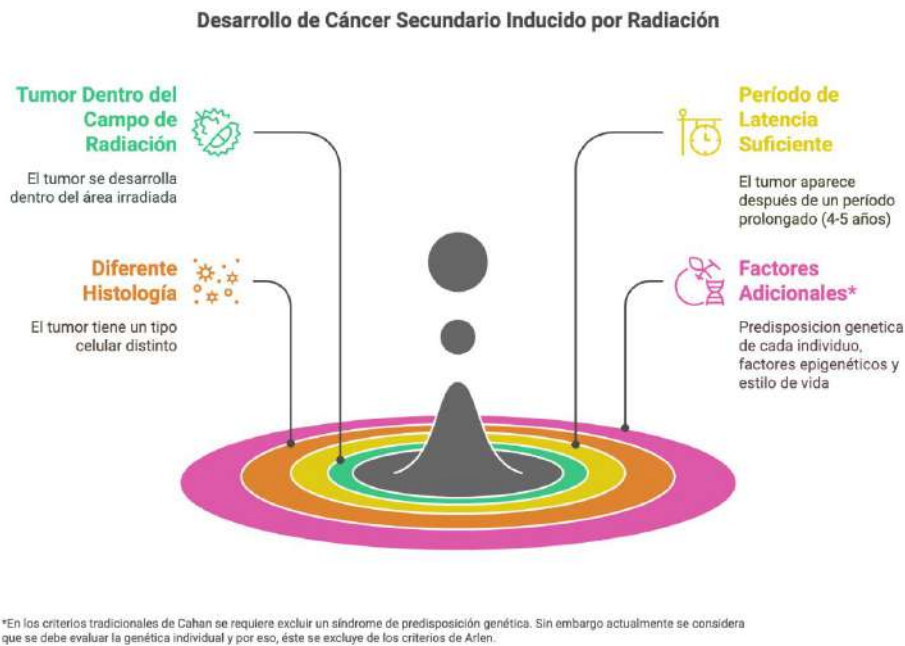 Desarrollo de Cáncer Secundario Inducido por Radiación
Tumor Dentro del
Campo de
Radiación
El tumor se desarrolla
dentro del área irradiada
Diferente
Histología
El tumor tiene un tipo
celular distinto
Período de
Latencia
Suficiente
El tumor aparece
después de un período
prolongado (4-5 años)
Factores
Adicionales*
Predisposicion genetica
de cada individuo,
factores epigenéticos y
estilo de vida
*En los criterios tradicionales de Cahan se requiere excluir un síndrome de predisposición genética. Sin embargo actualmente se considera
que se debe evaluar la genética individual y por eso, éste se excluye de los criterios de Arlen.